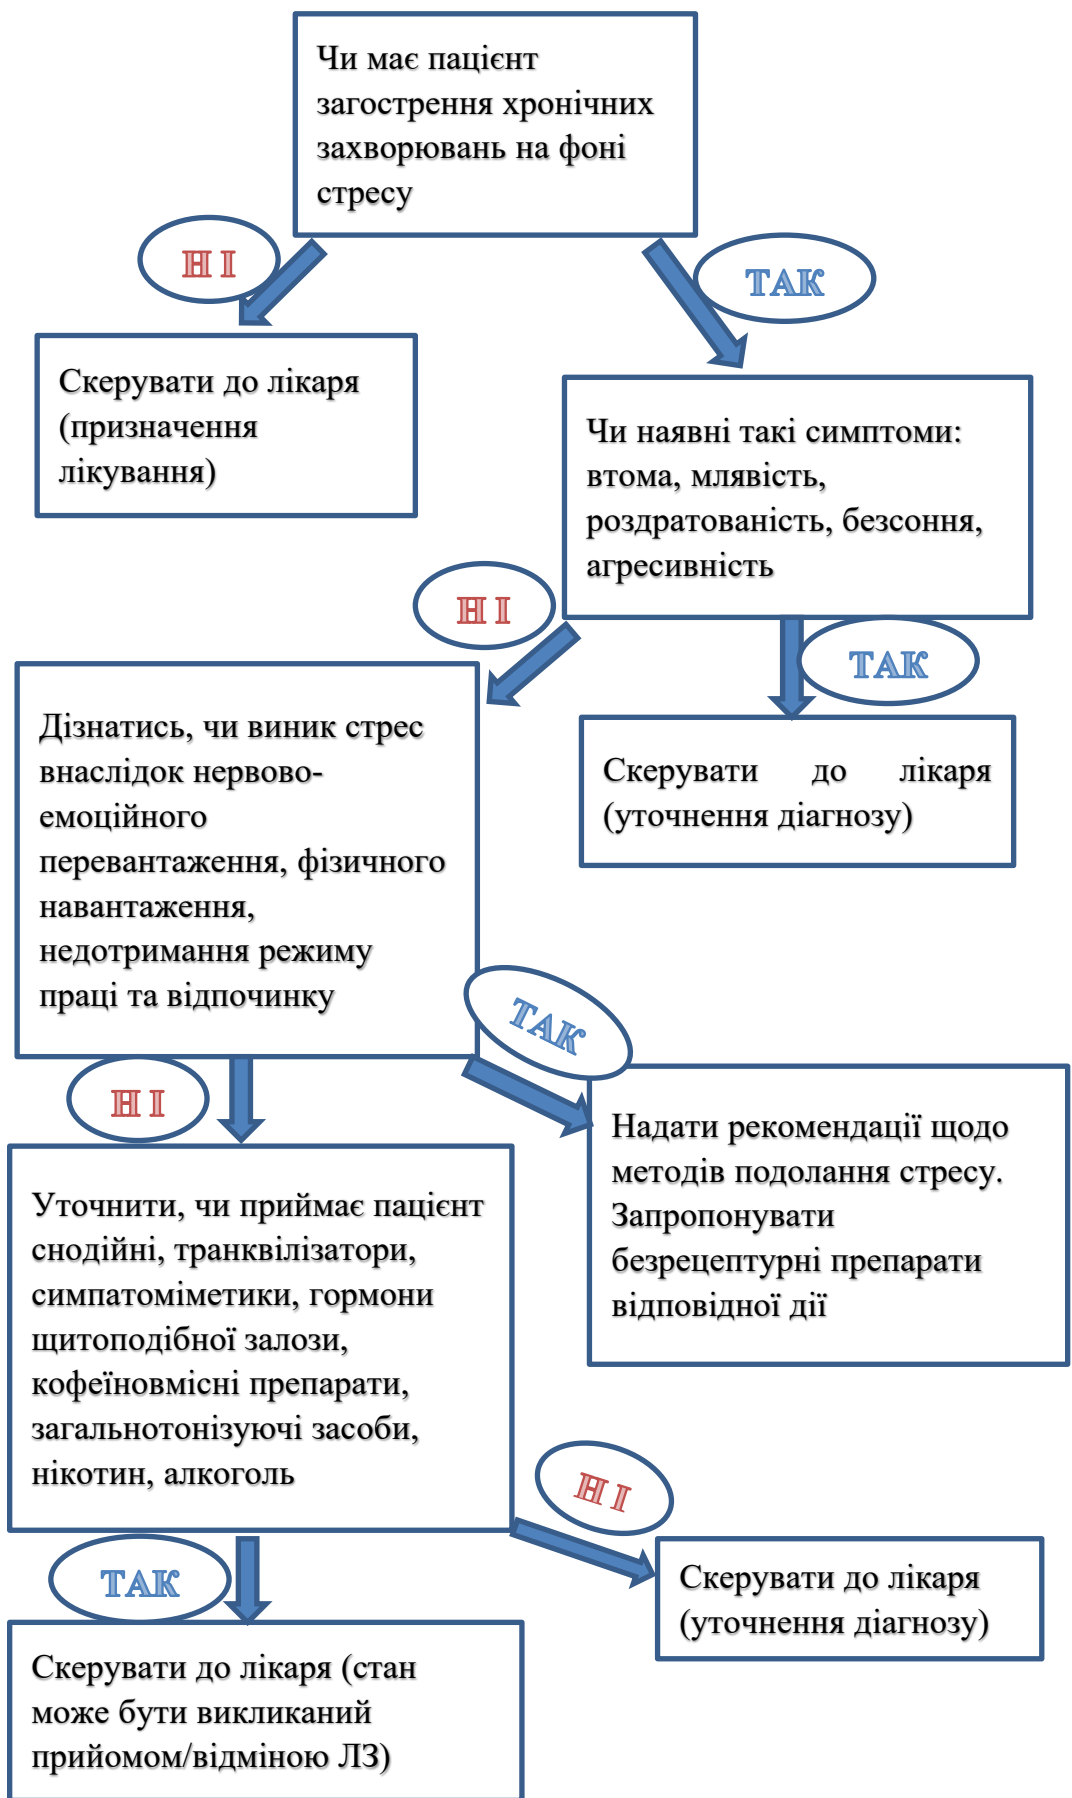 Чи має пацієнт
загострення хронічних
захворювань на фоні
стресу
Н І
ТАК
Скерувати до лікаря
(призначення
лікування)
Чи наявні такі симптоми:
втома, млявість,
роздратованість, безсоння,
агресивність
Н І
ТАК
Дізнатись, чи виник стрес
внаслідок нервово-
емоційного
перевантаження, фізичного
навантаження,
недотримання режиму
праці та відпочинку
Скерувати до лікаря
(уточнення діагнозу)
ТАК
Н І
Надати рекомендації щодо
методів подолання стресу.
Запропонувати
безрецептурні препарати
відповідної дії
Уточнити, чи приймає пацієнт
снодійні, транквілізатори,
симпатоміметики, гормони
щитоподібної залози,
кофеїновмісні препарати,
загальнотонізуючі засоби,
нікотин, алкоголь
Н І
ТАК
Скерувати до лікаря
(уточнення діагнозу)
Скерувати до лікаря (стан
може бути викликаний
прийомом/відміною ЛЗ)